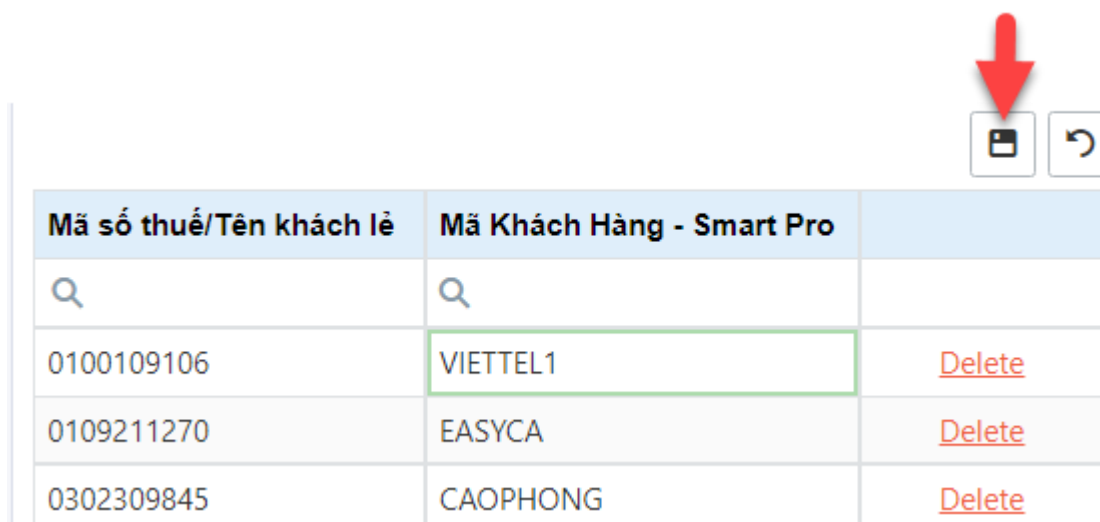 Mã số thuế/Tên khách lẻ Mã Khách Hàng - Smart Pro
0100109106 VIETTEL1 Delete
0109211270 EASYCA Delete
0302309845 CAOPHONG Delete